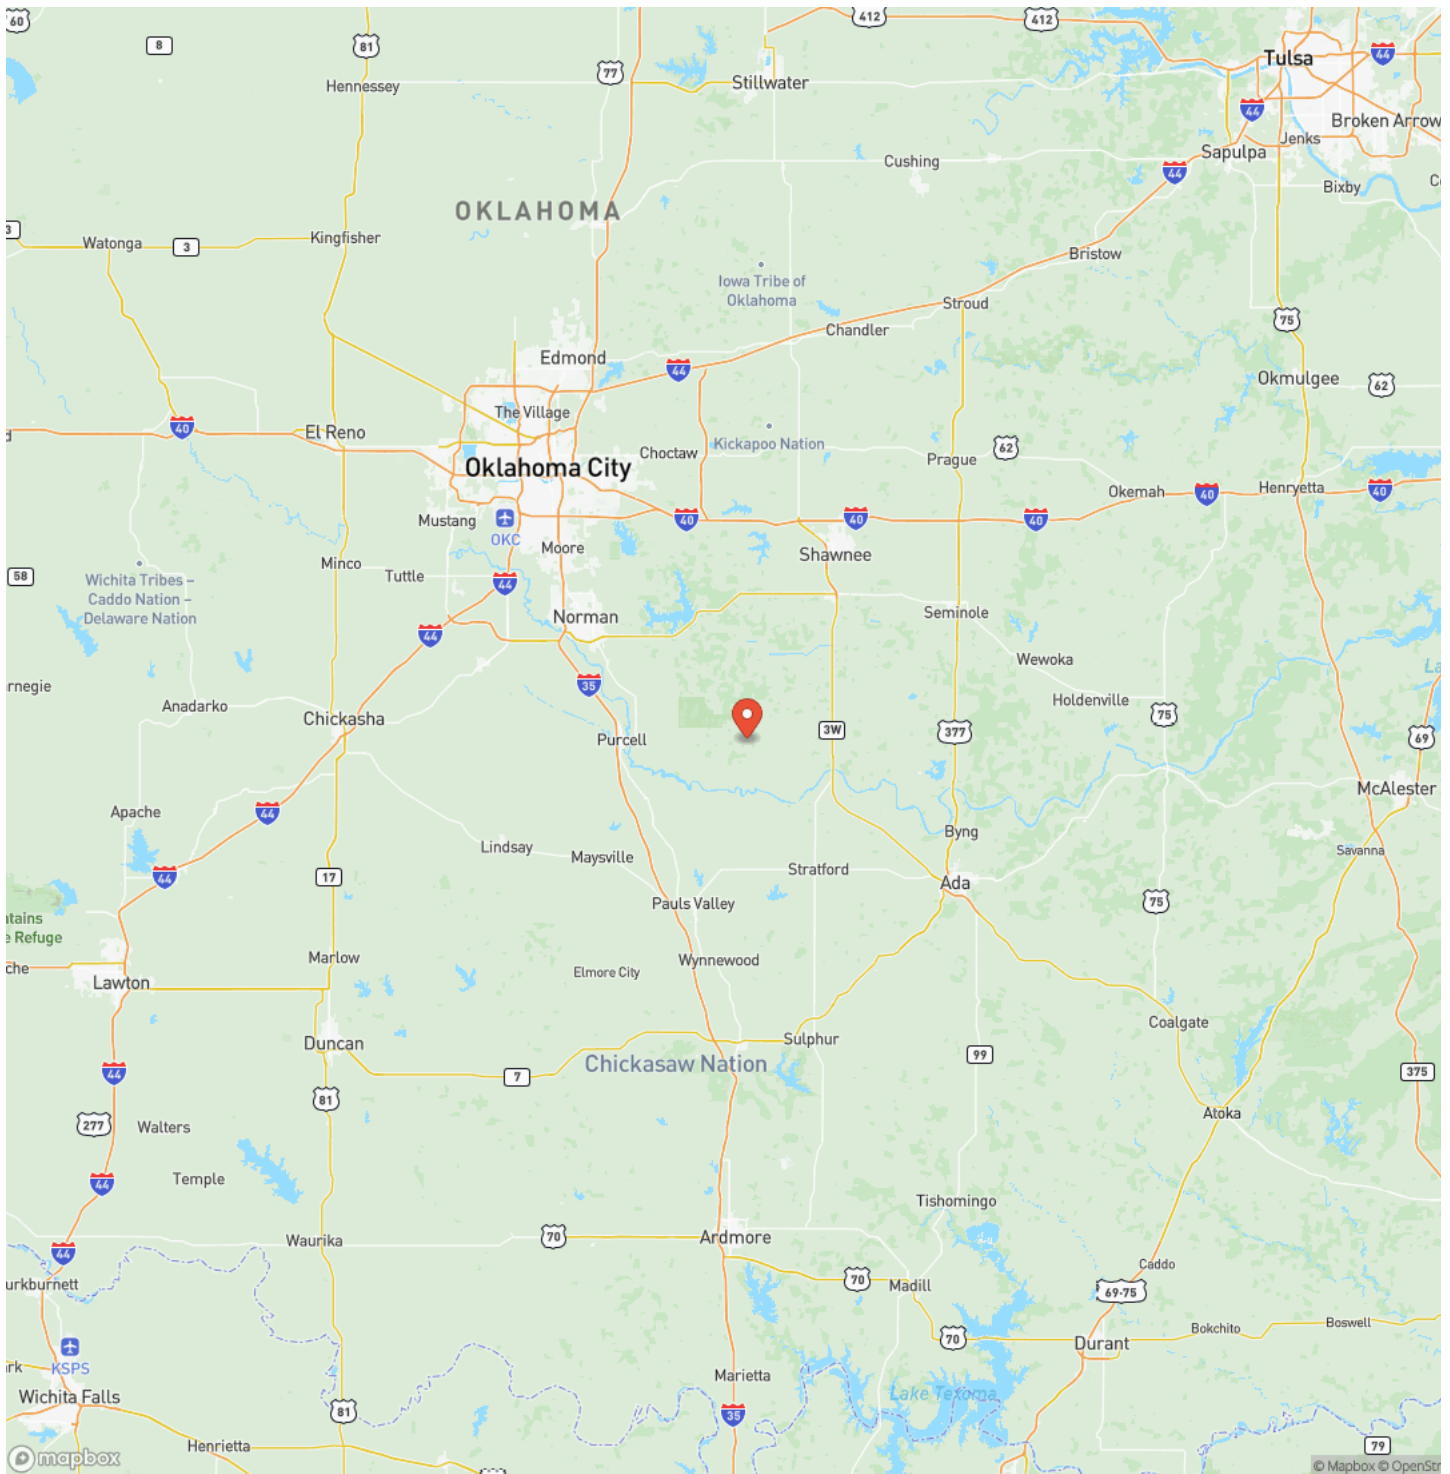 60
8
81
412
412
Tulsa
44
77
Stillwater
Hennessey
44
Broken Arrow
Jenks
Sapulpa
Cushing
44
Bixby
OKLAHOMA
3
Kingfisher
Watonga
3
Bristow
Iowa Tribe of
Oklahoma
Stroud
75
Chandler
Edmond
44
Okmulgee
62
The Village
40
El Reno
Kickapoo Nation
62
Choctaw
Prague
Oklahoma City
Henryetta
40
Okemah
40
Mustang
40
40
40
OKC
Moore
Shawnee
Minco
58
Tuttle
44
Wichita Tribes –
Caddo Nation –
Delaware Nation
Norman
Seminole
44
Wewoka
rnegie
35
Anadarko
Holdenville
75
Chickasha
3W
377
69
Purcell
McAlester
Apache
44
Byng
Lindsay
Maysville
Savanna
44
17
Stratford
Ada
75
Pauls Valley
ntains
e Refuge
Marlow
Wynnewood
che
Elmore City
Lawton
Coalgate
Duncan
Sulphur
99
Chickasaw Nation
44
7
375
81
Atoka
277
Walters
44
Temple
Tishomingo
70
Ardmore
Waurika
44
Caddo
70
Madill
69-75
urkburnett
Boswell
Bokchito
70
Durant
KSPS
rk
Marietta
Wichita Falls
Lake Texoma
81
35
Henrietta
79
mapbox
© Mapbox © OpenStr